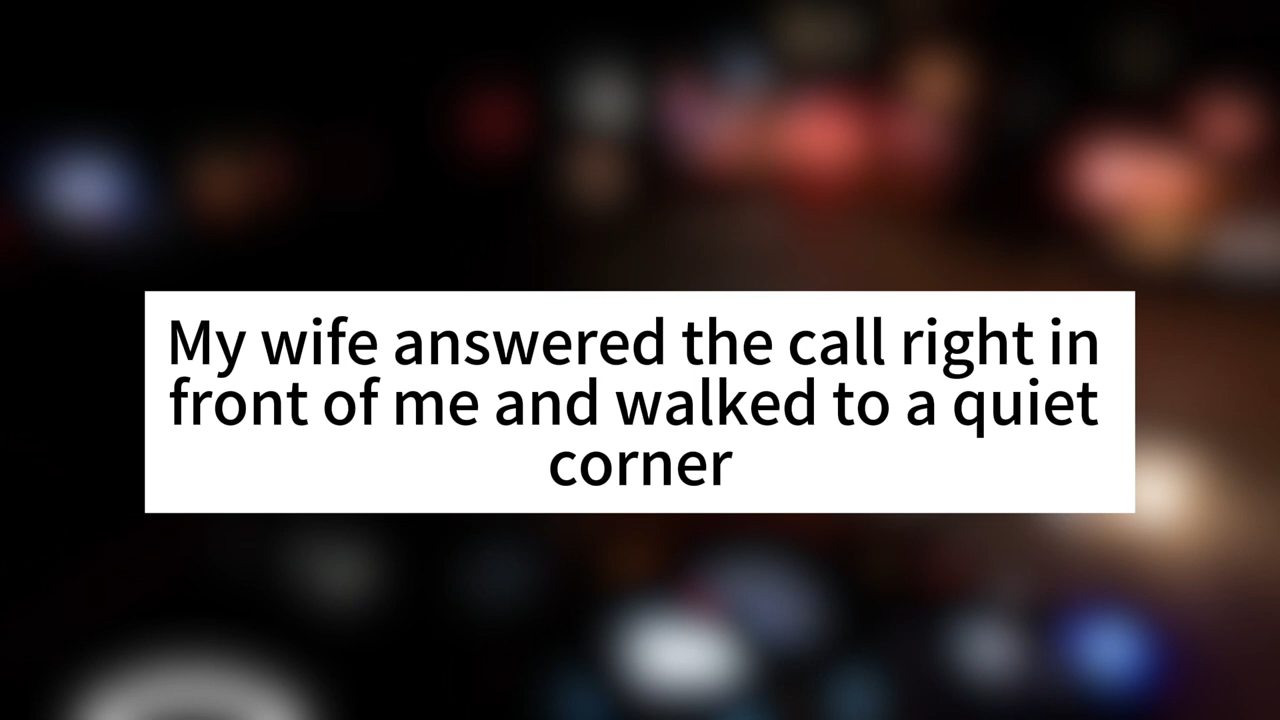 My wife answered the call right in
front of me and walked to a quiet
corner